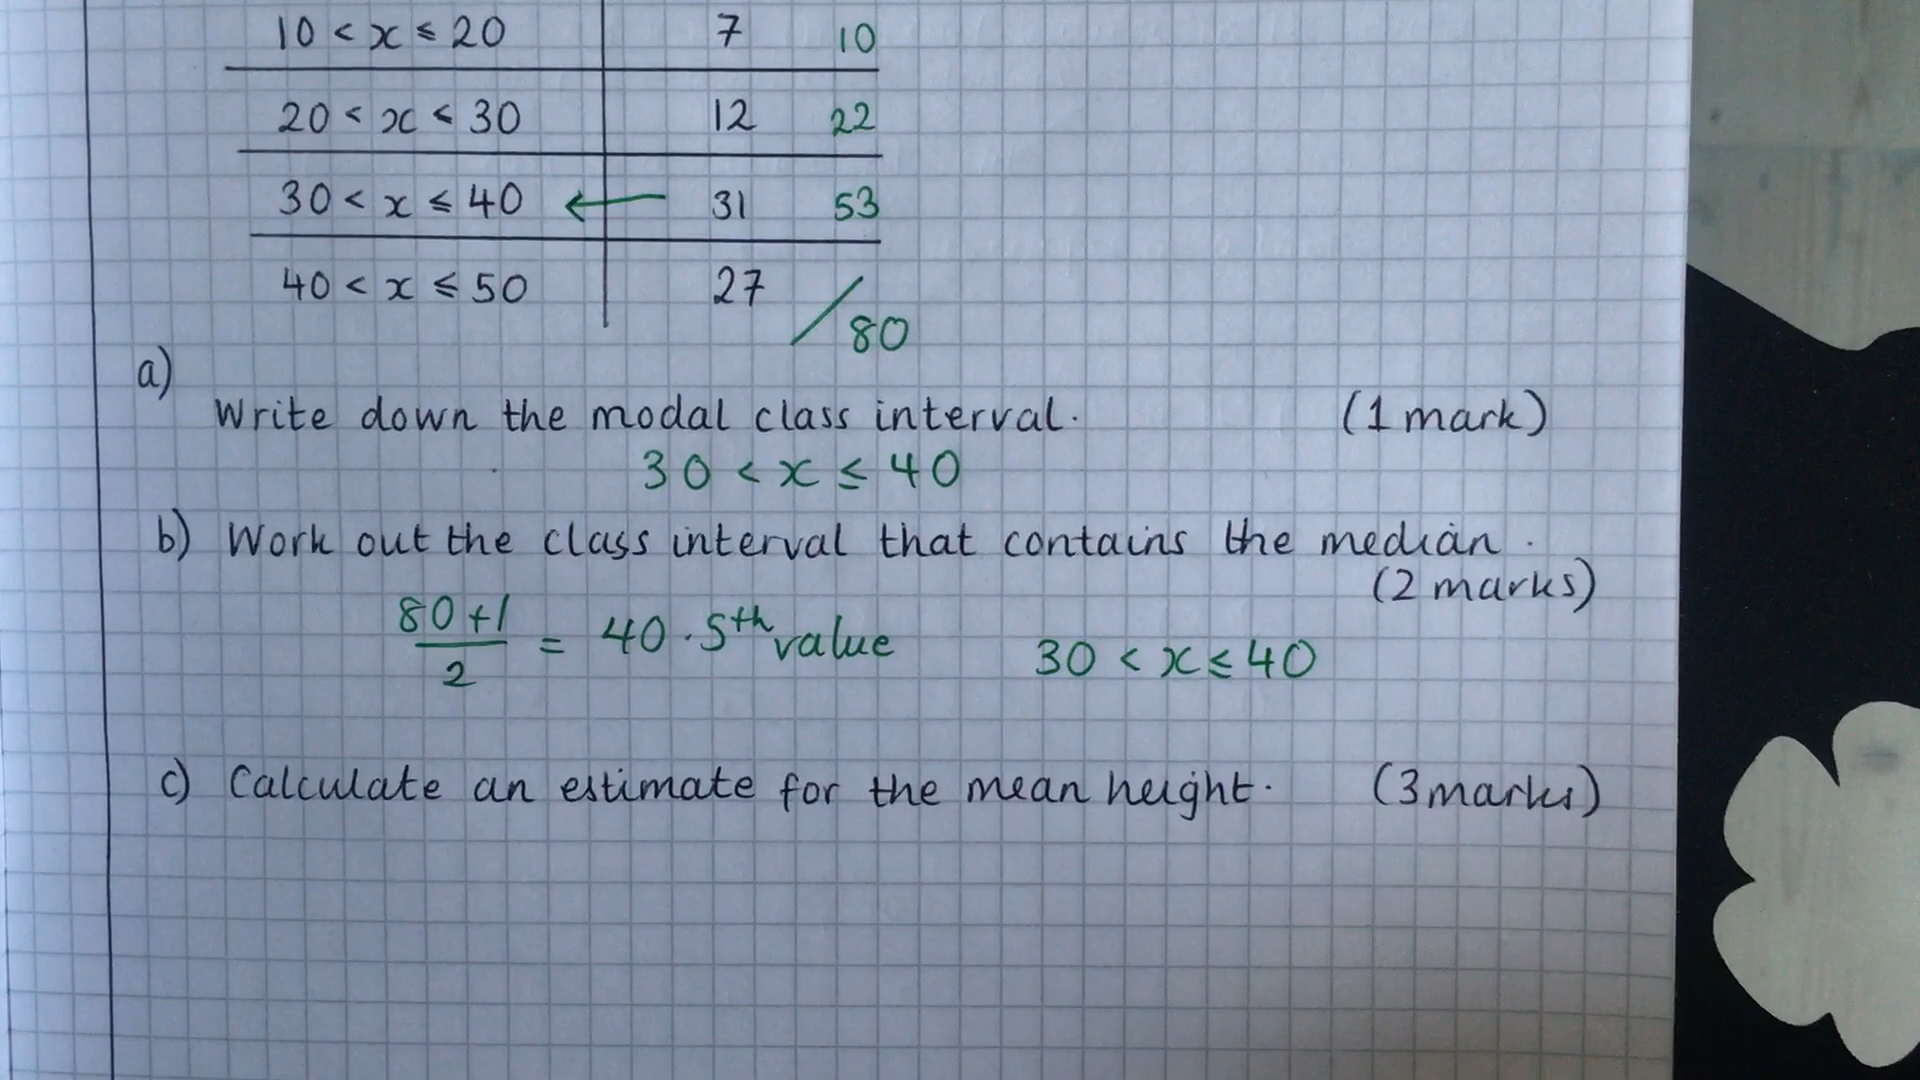 10 < x ≤ 20 7 10
20 < x < 30 12 22
30 < x ≤ 40 ← 31 53
40 < x ≤ 50 27 / 80
a)
Write down the modal class interval. (1 mark)
30 < x ≤ 40
b) Work out the class interval that contains the median.
(2 marks)
80+1 / 2 = 40.5th value 30 < x ≤ 40
c) Calculate an estimate for the mean height. (3 marks)